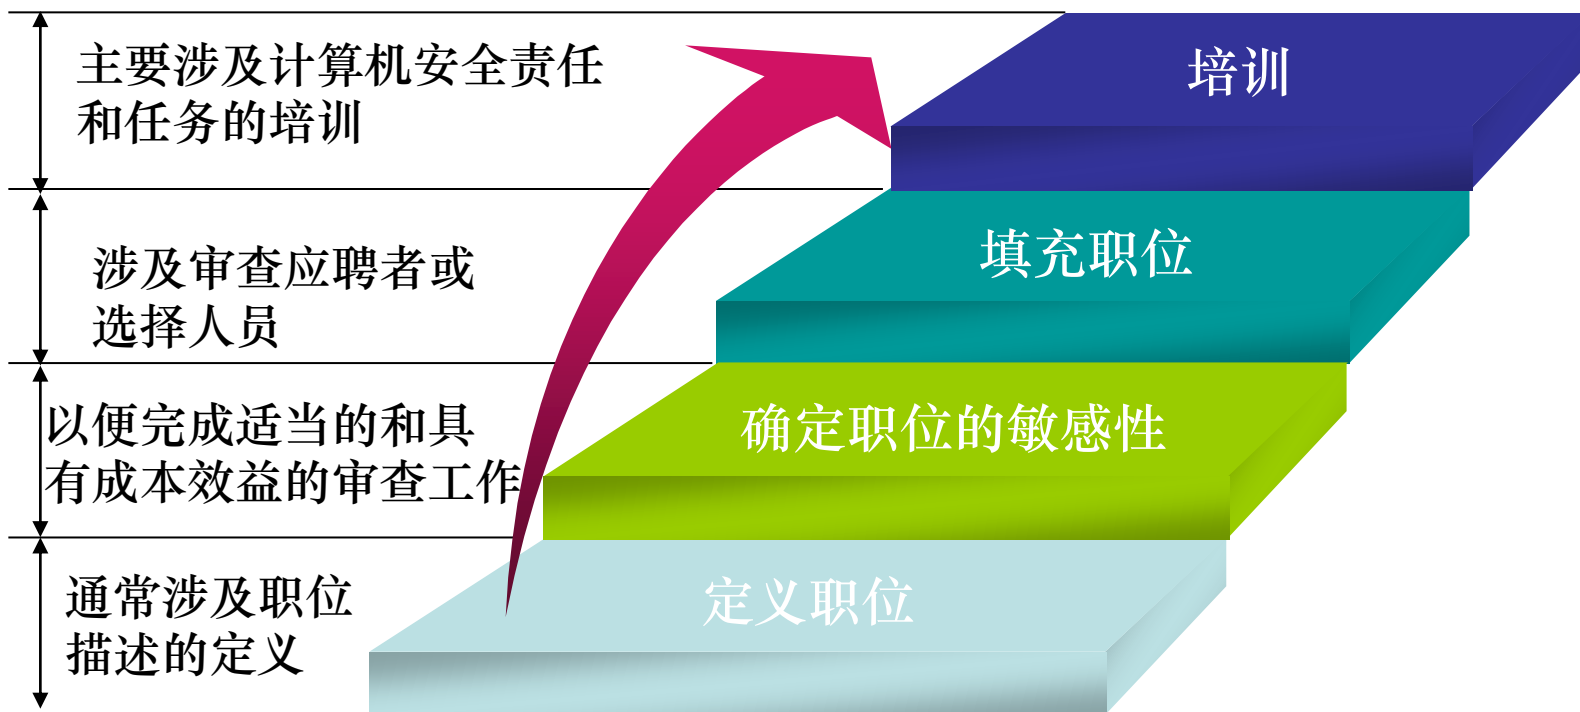 主要涉及计算机安全责任
和任务的培训
培训
涉及审查应聘者或
选择人员
填充职位
以便完成适当的和具
有成本效益的审查工作
确定职位的敏感性
通常涉及职位
描述的定义
定义职位